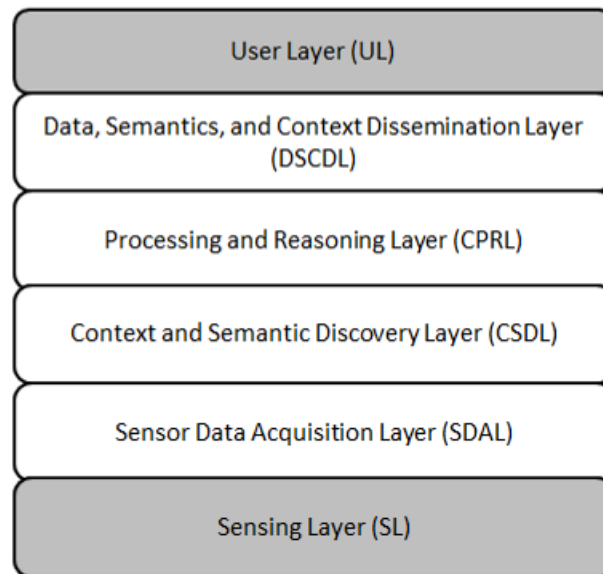 User Layer (UL)
Data, Semantics, and Context Dissemination Layer
(DSCDL)
Processing and Reasoning Layer (CPRL)
Context and Semantic Discovery Layer (CSDL)
Sensor Data Acquisition Layer (SDAL)
Sensing Layer (SL)